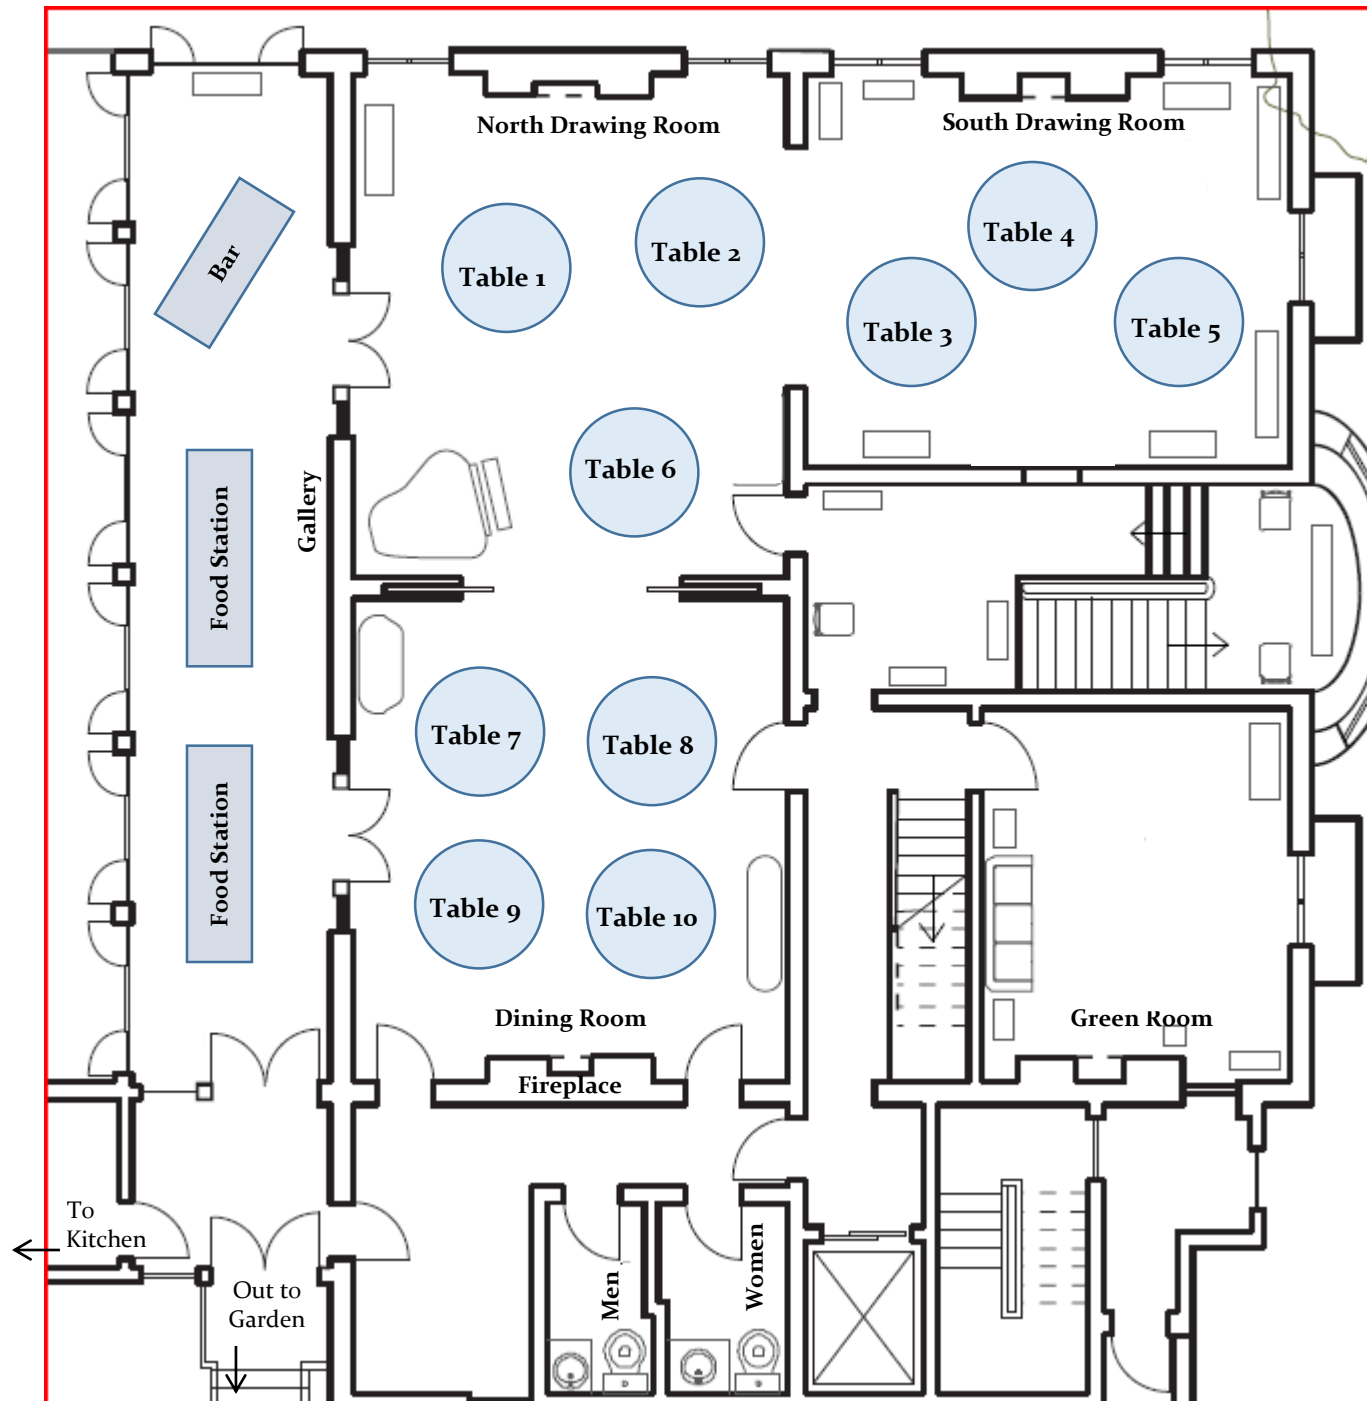 North Drawing Room
South Drawing Room
Bar
Table 1
Table 2
Table 3
Table 4
Table 5
Gallery
Food Station
Table 6
Food Station
Table 7
Table 8
Table 9
Table 10
Dining Room
Fireplace
Green Room
To
Kitchen
Out to
Garden
Men
Women